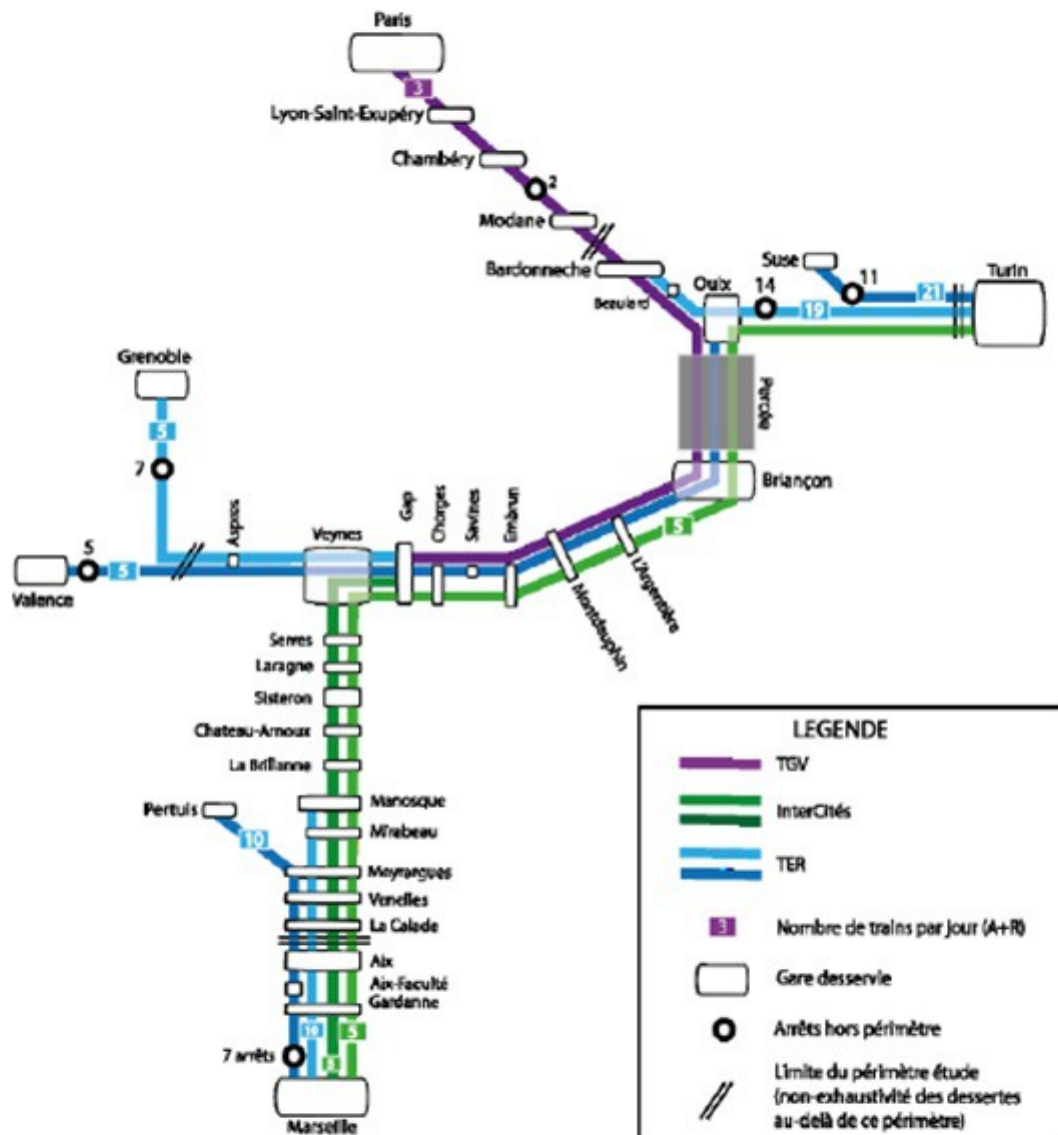 Paris
3
Lyon-Saint-Exupéry
Chambéry
2
Modane
Bardonneche
Beaulard
Oulx
14
Suse
11
21
19
Turin
Percée
Briançon
Grenoble
5
7
Aspres
Veynes
Gap
Chorges
Savines
Embrun
5
L'Argentière
Montdauphin
5
5
Valence
Serres
Laragne
Sisteron
Chateau-Arnoux
La Brillanne
Manosque
Pertuis
Mirabeau
10
Meyrargues
Venelles
La Calade
Aix
Aix-Faculté
Gardanne
10
5
7 arrêts
Marseille
LEGENDE
TGV
InterCités
TER
3
Nombre de trains par jour (A+R)
Gare desservie
Arrêts hors périmètre
Limite du périmètre étude
(non-exhaustivité des dessertes
au-delà de ce périmètre)